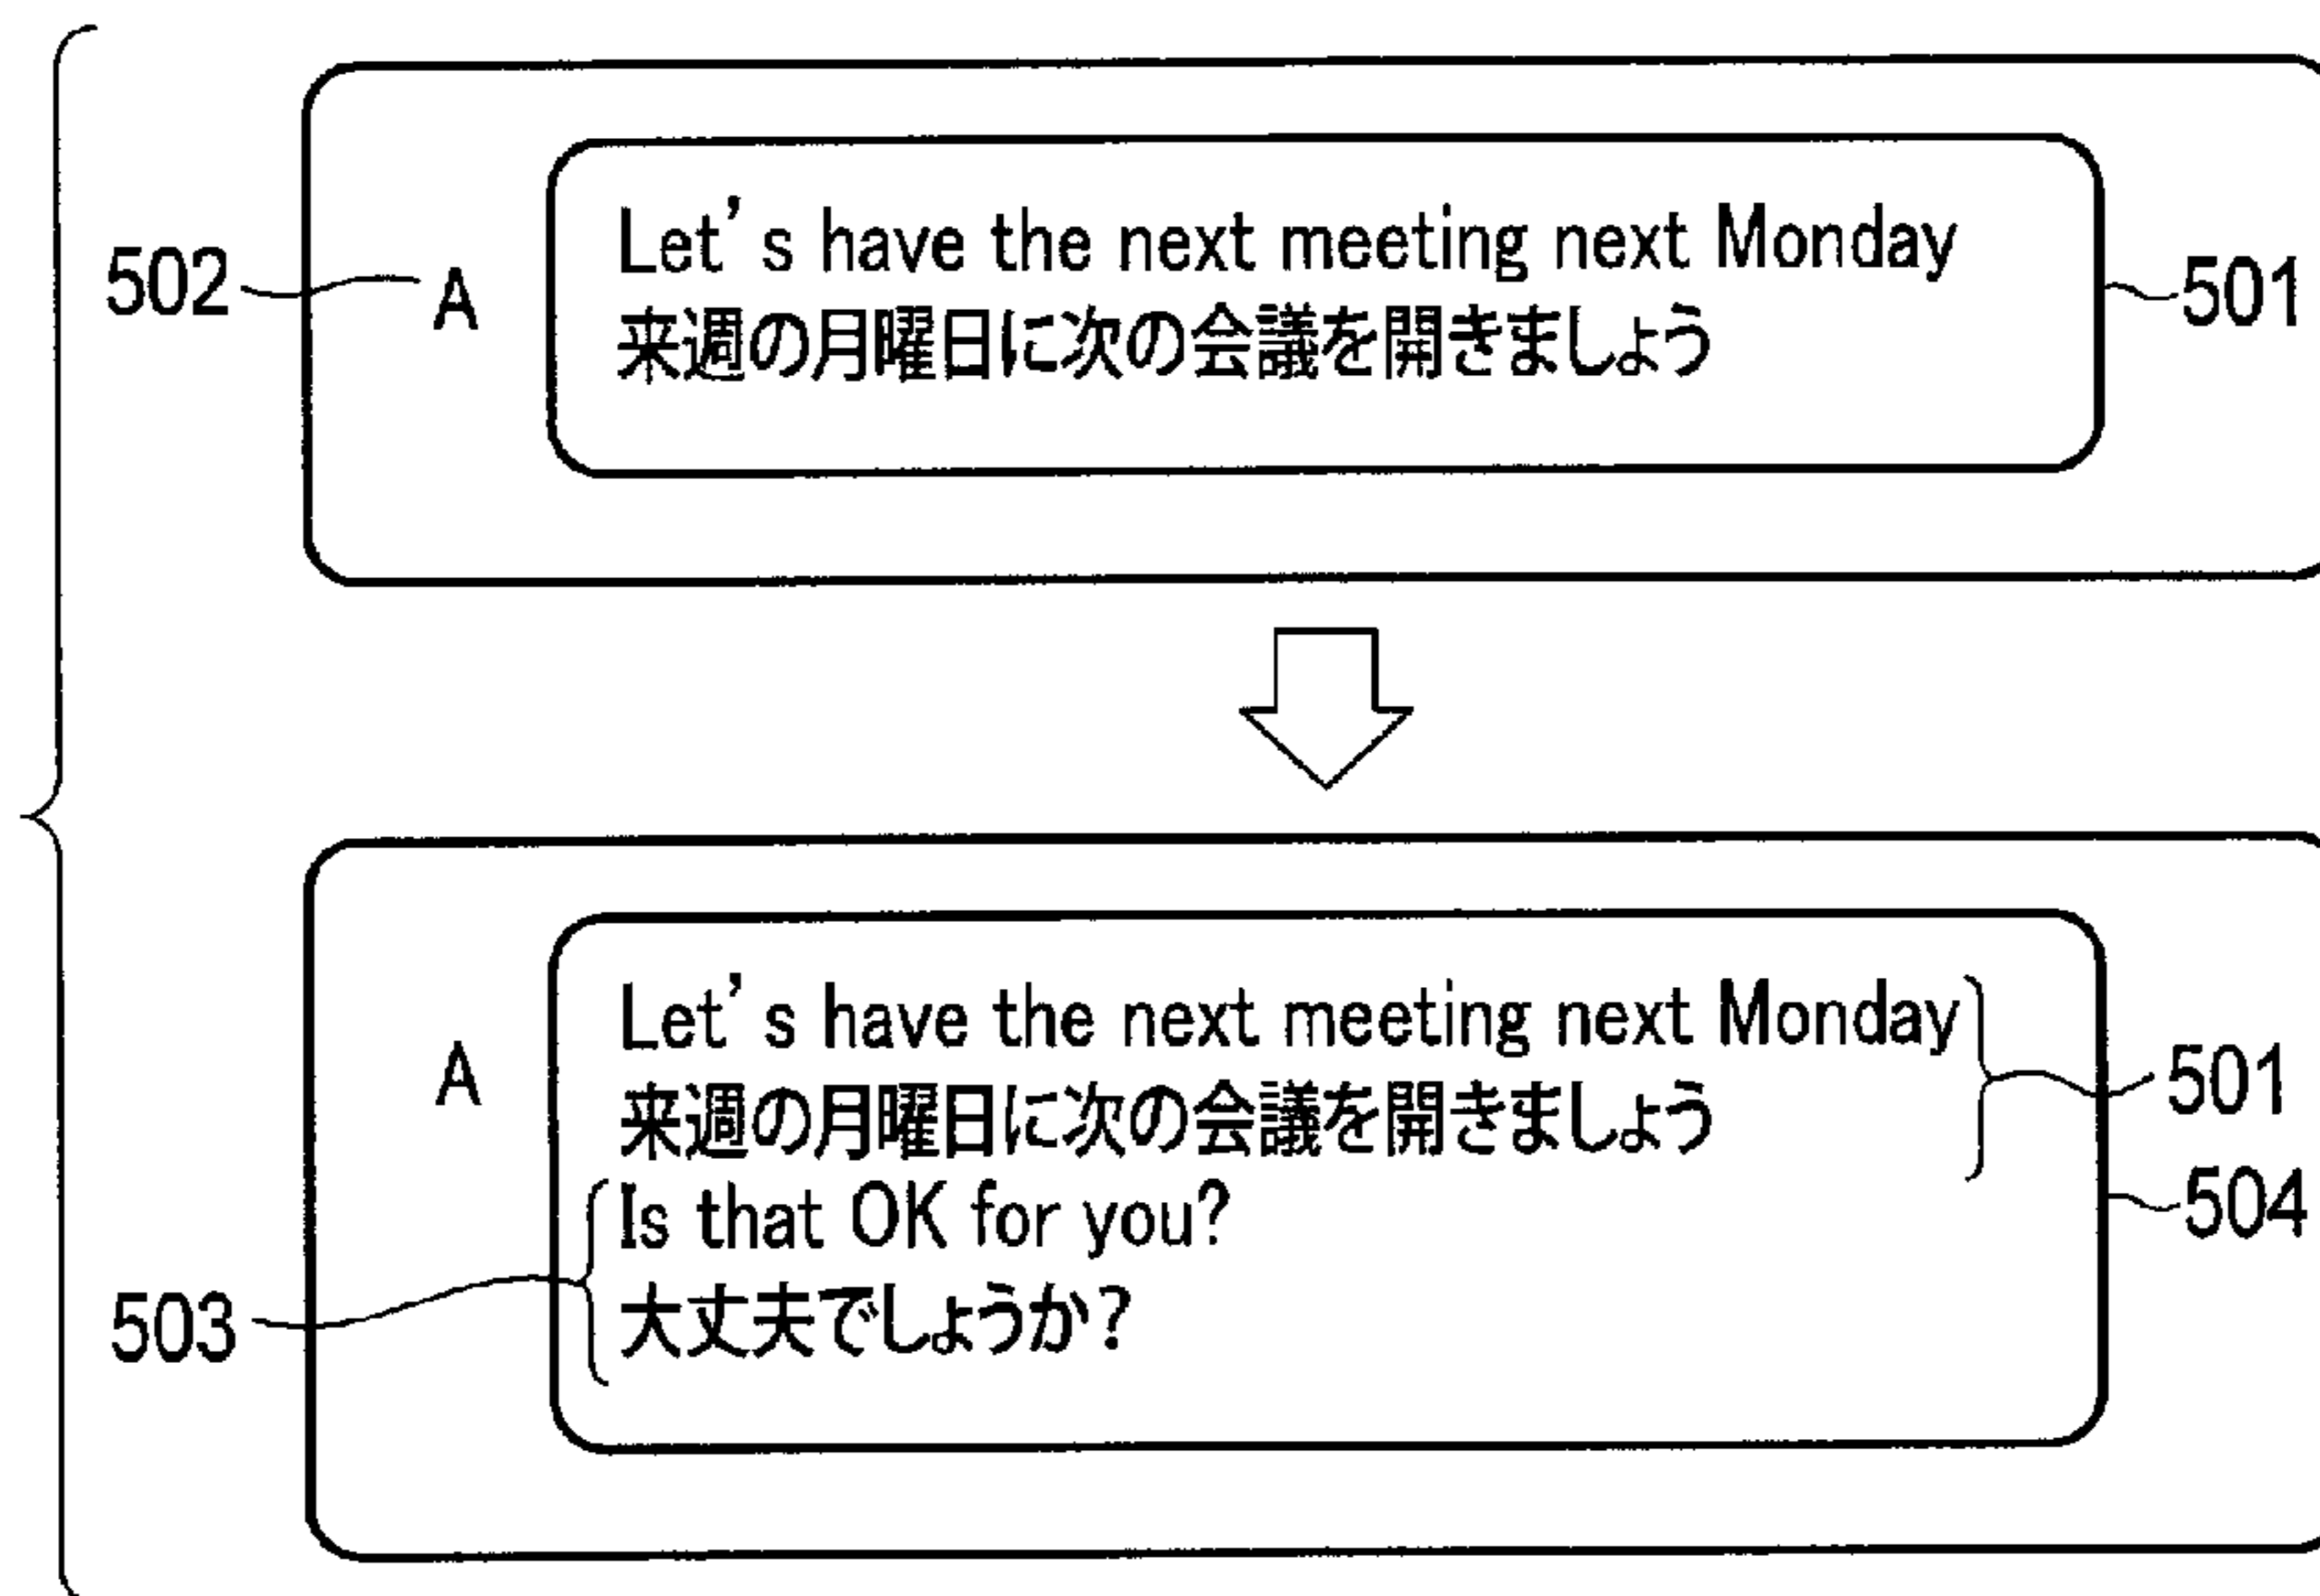 502
A
Let's have the next meeting next Monday
来週の月曜日に次の会議を開きましょう
501
A
Let's have the next meeting next Monday
来週の月曜日に次の会議を開きましょう
501
Is that OK for you?
504
大丈夫でしょうか?
503